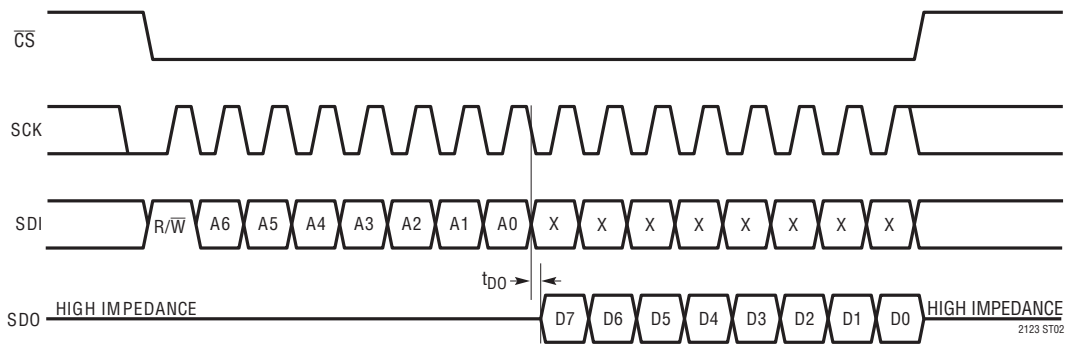 C̅S̅
SCK
SDI R/W̅ A6 A5 A4 A3 A2 A1 A0 X X X X X X X X
tDO
SDO HIGH IMPEDANCE D7 D6 D5 D4 D3 D2 D1 D0 HIGH IMPEDANCE
2123 ST02